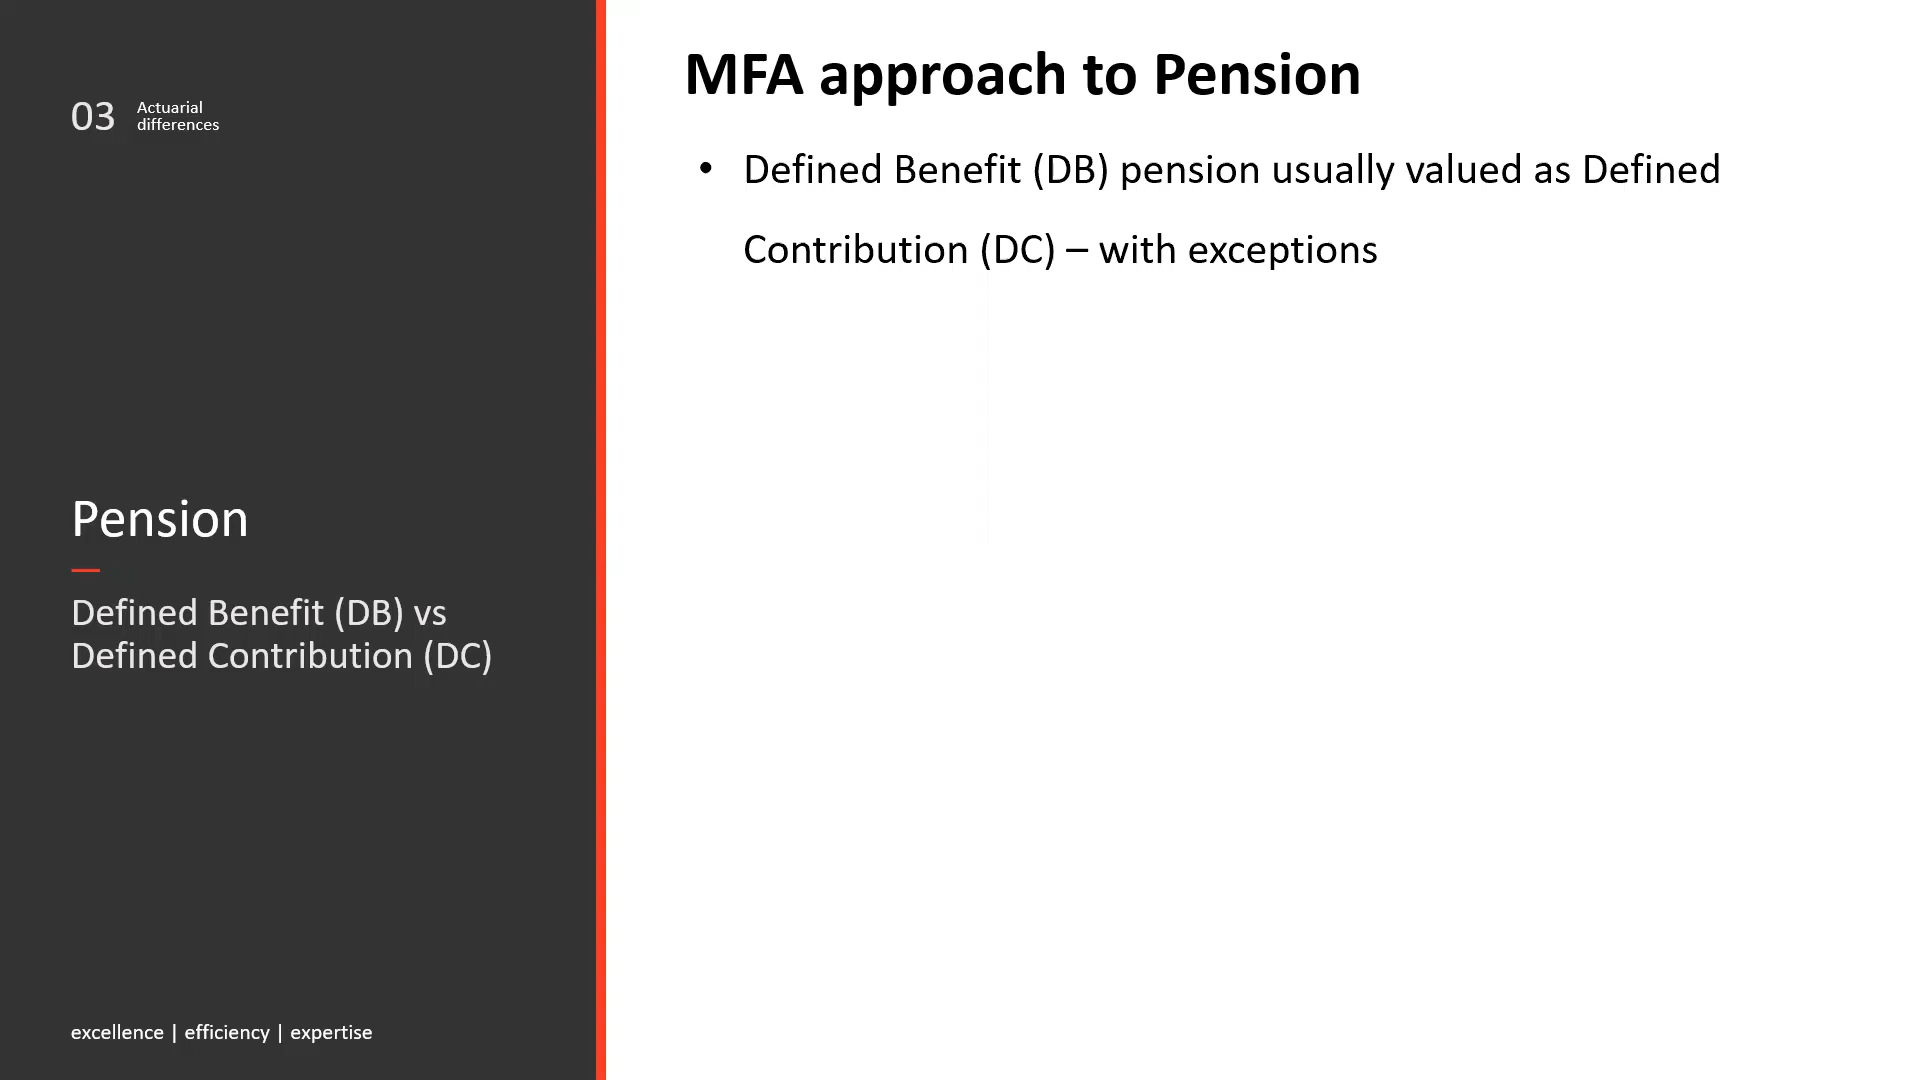 03
Actuarial
differences
Pension
Defined Benefit (DB) vs
Defined Contribution (DC)
excellence | efficiency | expertise
MFA approach to Pension
• Defined Benefit (DB) pension usually valued as Defined
Contribution (DC) – with exceptions